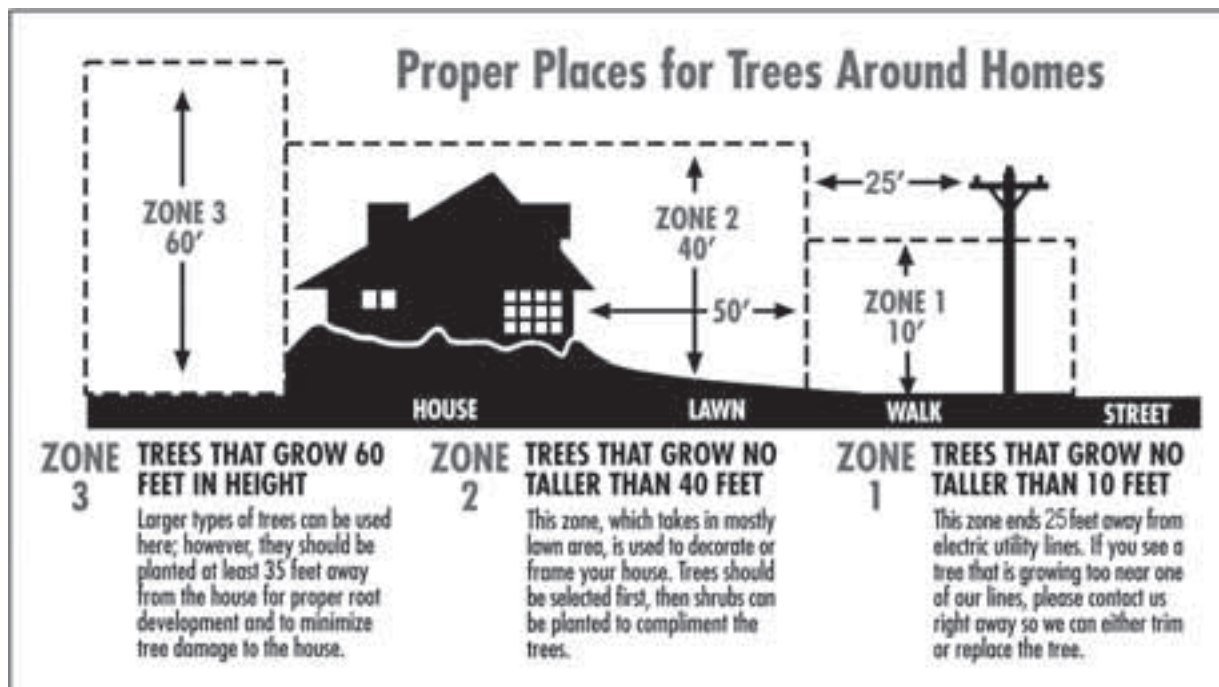 Proper Places for Trees Around Homes
ZONE 3
60'
ZONE 2
40'
50'
25'
ZONE 1
10'
HOUSE
LAWN
WALK
STREET
ZONE
3
TREES THAT GROW 60
FEET IN HEIGHT
Larger types of trees can be used
here; however, they should be
planted at least 35 feet away
from the house for proper root
development and to minimize
tree damage to the house.
ZONE
2
TREES THAT GROW NO
TALLER THAN 40 FEET
This zone, which takes in mostly
lawn area, is used to decorate or
frame your house. Trees should
be selected first, then shrubs can
be planted to compliment the
trees.
ZONE
1
TREES THAT GROW NO
TALLER THAN 10 FEET
This zone ends 25 feet away from
electric utility lines. If you see a
tree that is growing too near one
of our lines, please contact us
right away so we can either trim
or replace the tree.